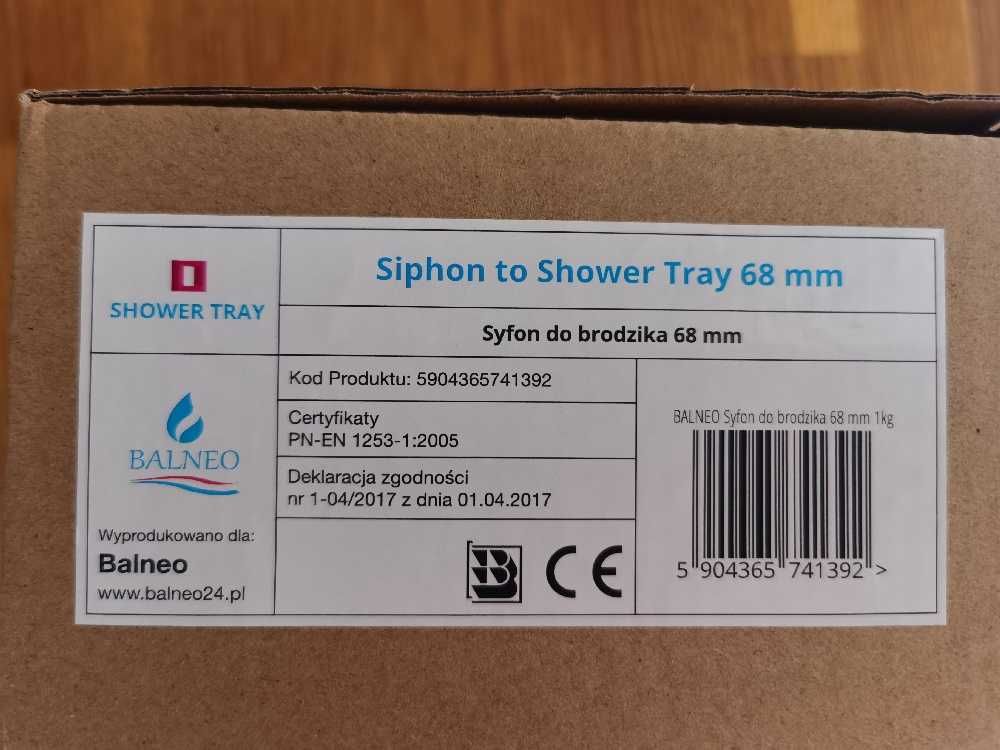 SHOWER TRAY
Siphon to Shower Tray 68 mm
Syfon do brodzika 68 mm
BALNEO
Wyprodukowano dla:
Balneo
www.balneo24.pl
Kod Produktu: 5904365741392
Certyfikaty
PN-EN 1253-1:2005
Deklaracja zgodności
nr 1-04/2017 z dnia 01.04.2017
B CE
BALNEO Syfon do brodzika 68 mm 1kg
5 904365 741392 >